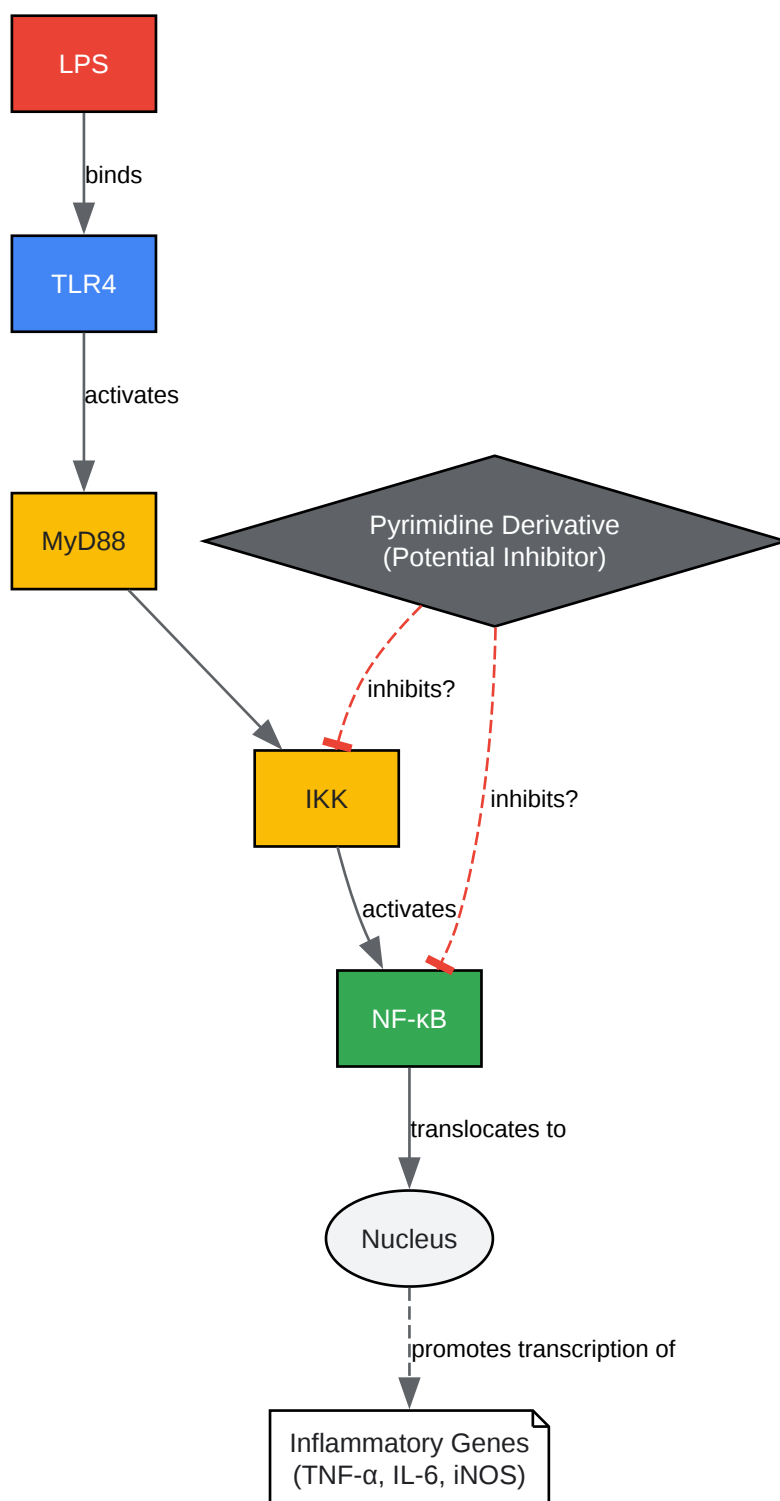 LPS
binds
TLR4
activates
MyD88
Pyrimidine Derivative
(Potential Inhibitor)
inhibits?
IKK
inhibits?
activates
NF-κB
translocates to
Nucleus
promotes transcription of
Inflammatory Genes
(TNF-α, IL-6, iNOS)